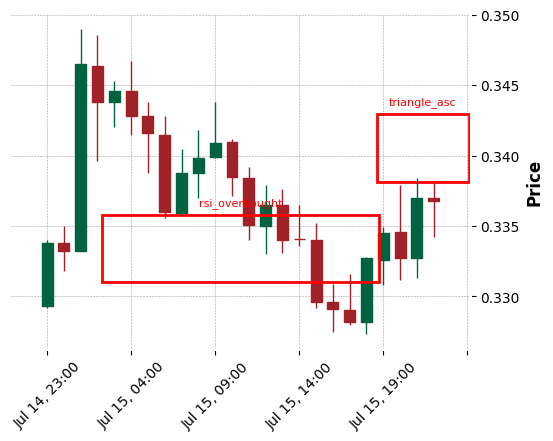 0.350
0.345
triangle_asc
0.340
rsi_overbought
0.335
0.330
Price
Jul 14, 23:00
Jul 15, 04:00
Jul 15, 09:00
Jul 15, 14:00
Jul 15, 19:00